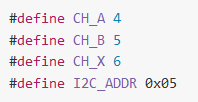 #define CH_A 4
#define CH_B 5
#define CH_X 6
#define I2C_ADDR 0x05